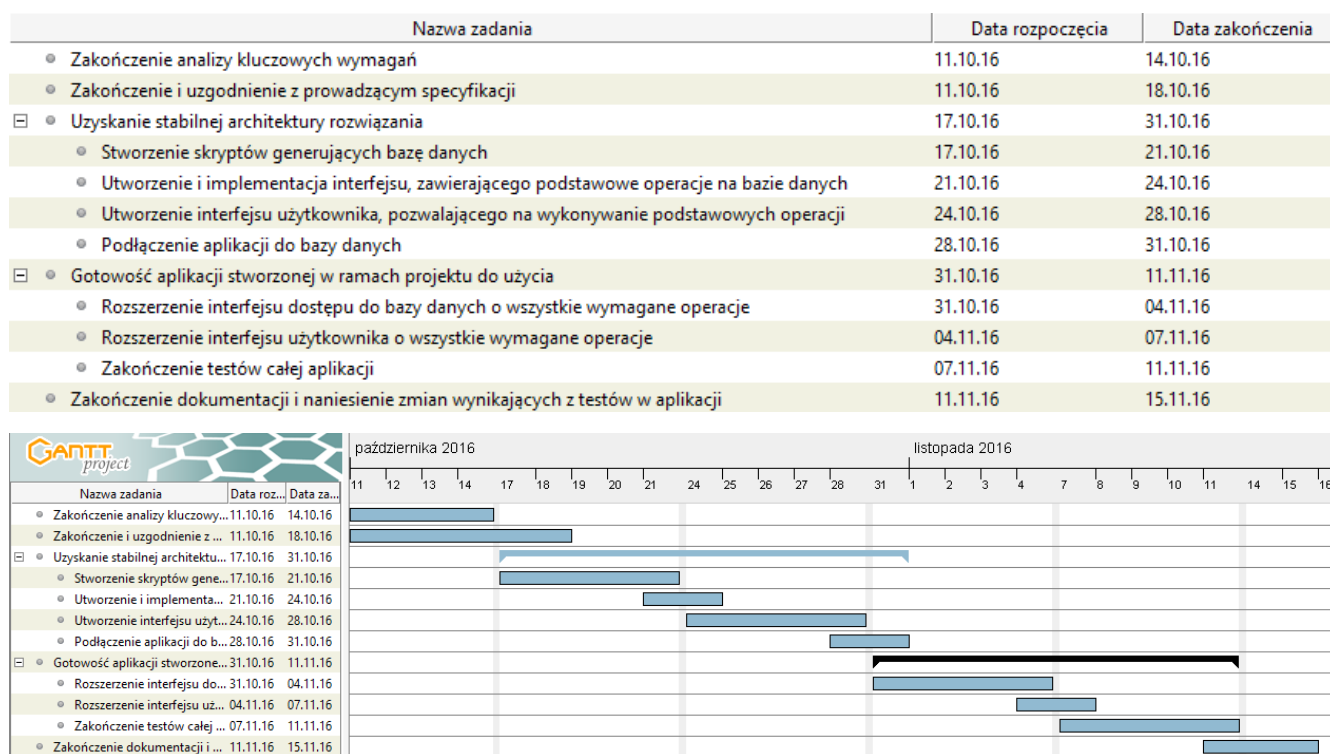 Nazwa zadania Data rozpoczęcia Data zakończenia
Zakończenie analizy kluczowych wymagań 11.10.16 14.10.16
Zakończenie i uzgodnienie z prowadzącym specyfikacji 11.10.16 18.10.16
Uzyskanie stabilnej architektury rozwiązania 17.10.16 31.10.16
Stworzenie skryptów generujących bazę danych 17.10.16 21.10.16
Utworzenie i implementacja interfejsu, zawierającego podstawowe operacje na bazie danych 21.10.16 24.10.16
Utworzenie interfejsu użytkownika, pozwalającego na wykonywanie podstawowych operacji 24.10.16 28.10.16
Podłączenie aplikacji do bazy danych 28.10.16 31.10.16
Gotowość aplikacji stworzonej w ramach projektu do użycia 31.10.16 11.11.16
Rozszerzenie interfejsu dostępu do bazy danych o wszystkie wymagane operacje 31.10.16 04.11.16
Rozszerzenie interfejsu użytkownika o wszystkie wymagane operacje 04.11.16 07.11.16
Zakończenie testów całej aplikacji 07.11.16 11.11.16
Zakończenie dokumentacji i naniesienie zmian wynikających z testów w aplikacji 11.11.16 15.11.16
GANTT project
października 2016 listopada 2016
11 12 13 14 17 18 19 20 21 24 25 26 27 28 31 1 2 3 4 7 8 9 10 11 14 15 16
Nazwa zadania Data roz... Data za...
Zakończenie analizy kluczowy... 11.10.16 14.10.16
Zakończenie i uzgodnienie z ... 11.10.16 18.10.16
Uzyskanie stabilnej architektu... 17.10.16 31.10.16
Stworzenie skryptów gene... 17.10.16 21.10.16
Utworzenie i implementa... 21.10.16 24.10.16
Utworzenie interfejsu użyt... 24.10.16 28.10.16
Podłączenie aplikacji do b... 28.10.16 31.10.16
Gotowość aplikacji stworzone... 31.10.16 11.11.16
Rozszerzenie interfejsu do... 31.10.16 04.11.16
Rozszerzenie interfejsu uż... 04.11.16 07.11.16
Zakończenie testów całej ... 07.11.16 11.11.16
Zakończenie dokumentacji i ... 11.11.16 15.11.16